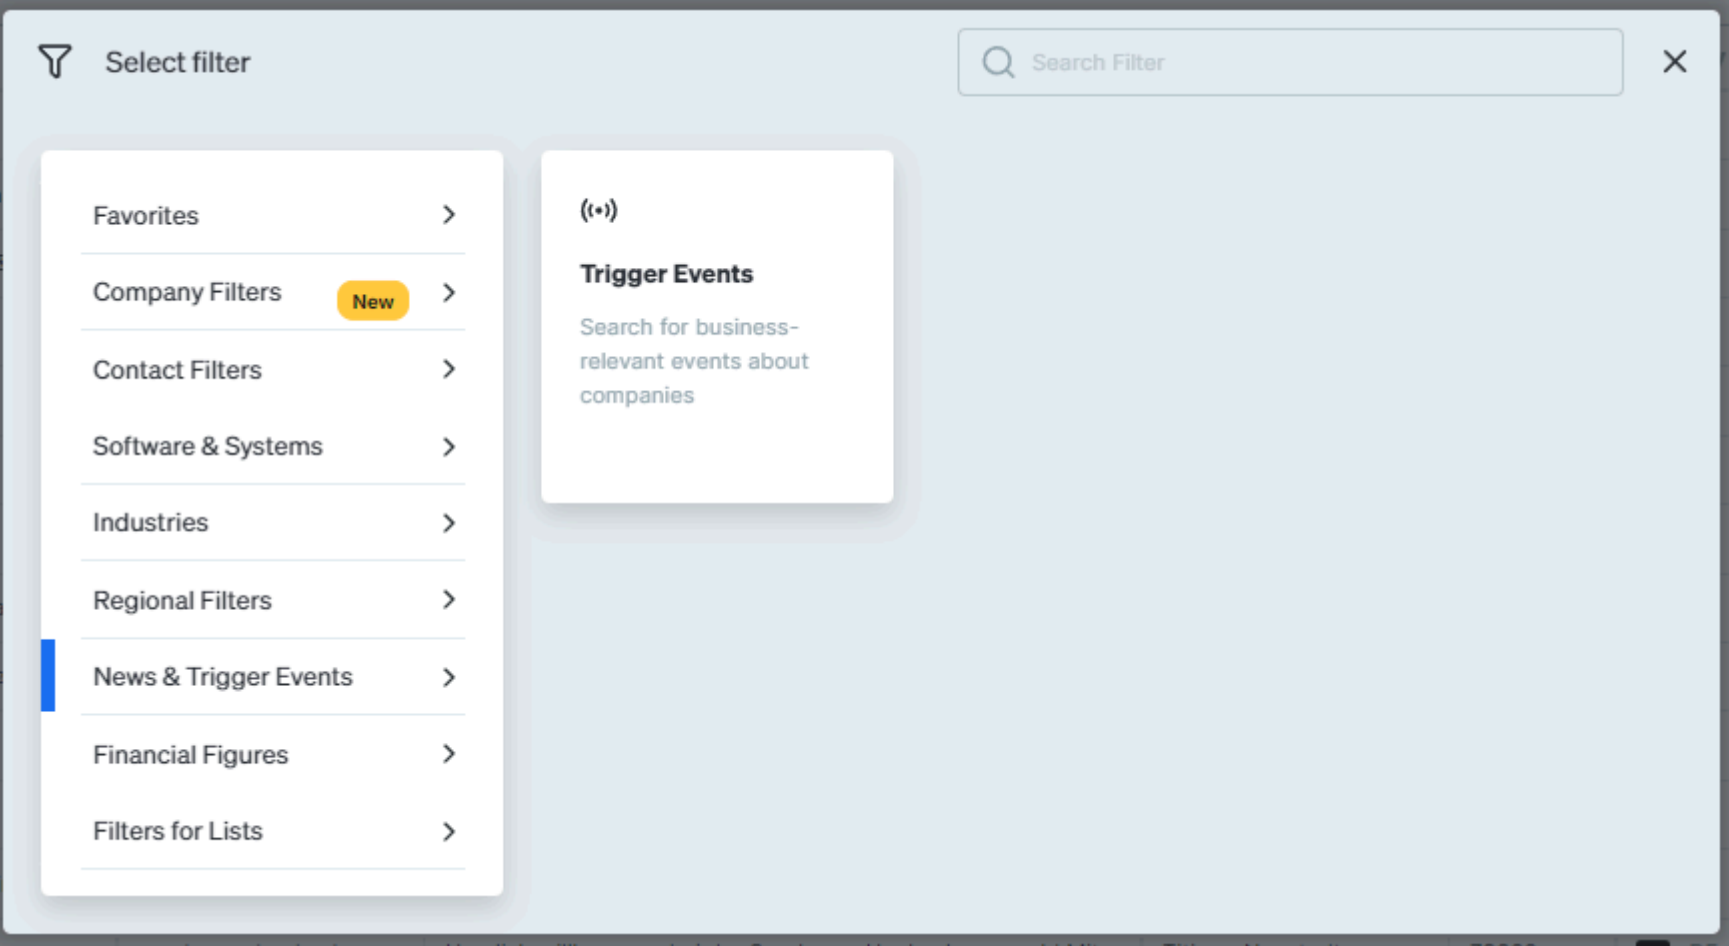 Select filter
Search Filter
Favorites
Company Filters
New
Contact Filters
Software & Systems
Industries
Regional Filters
News & Trigger Events
Financial Figures
Filters for Lists
Trigger Events
Search for business-
relevant events about
companies